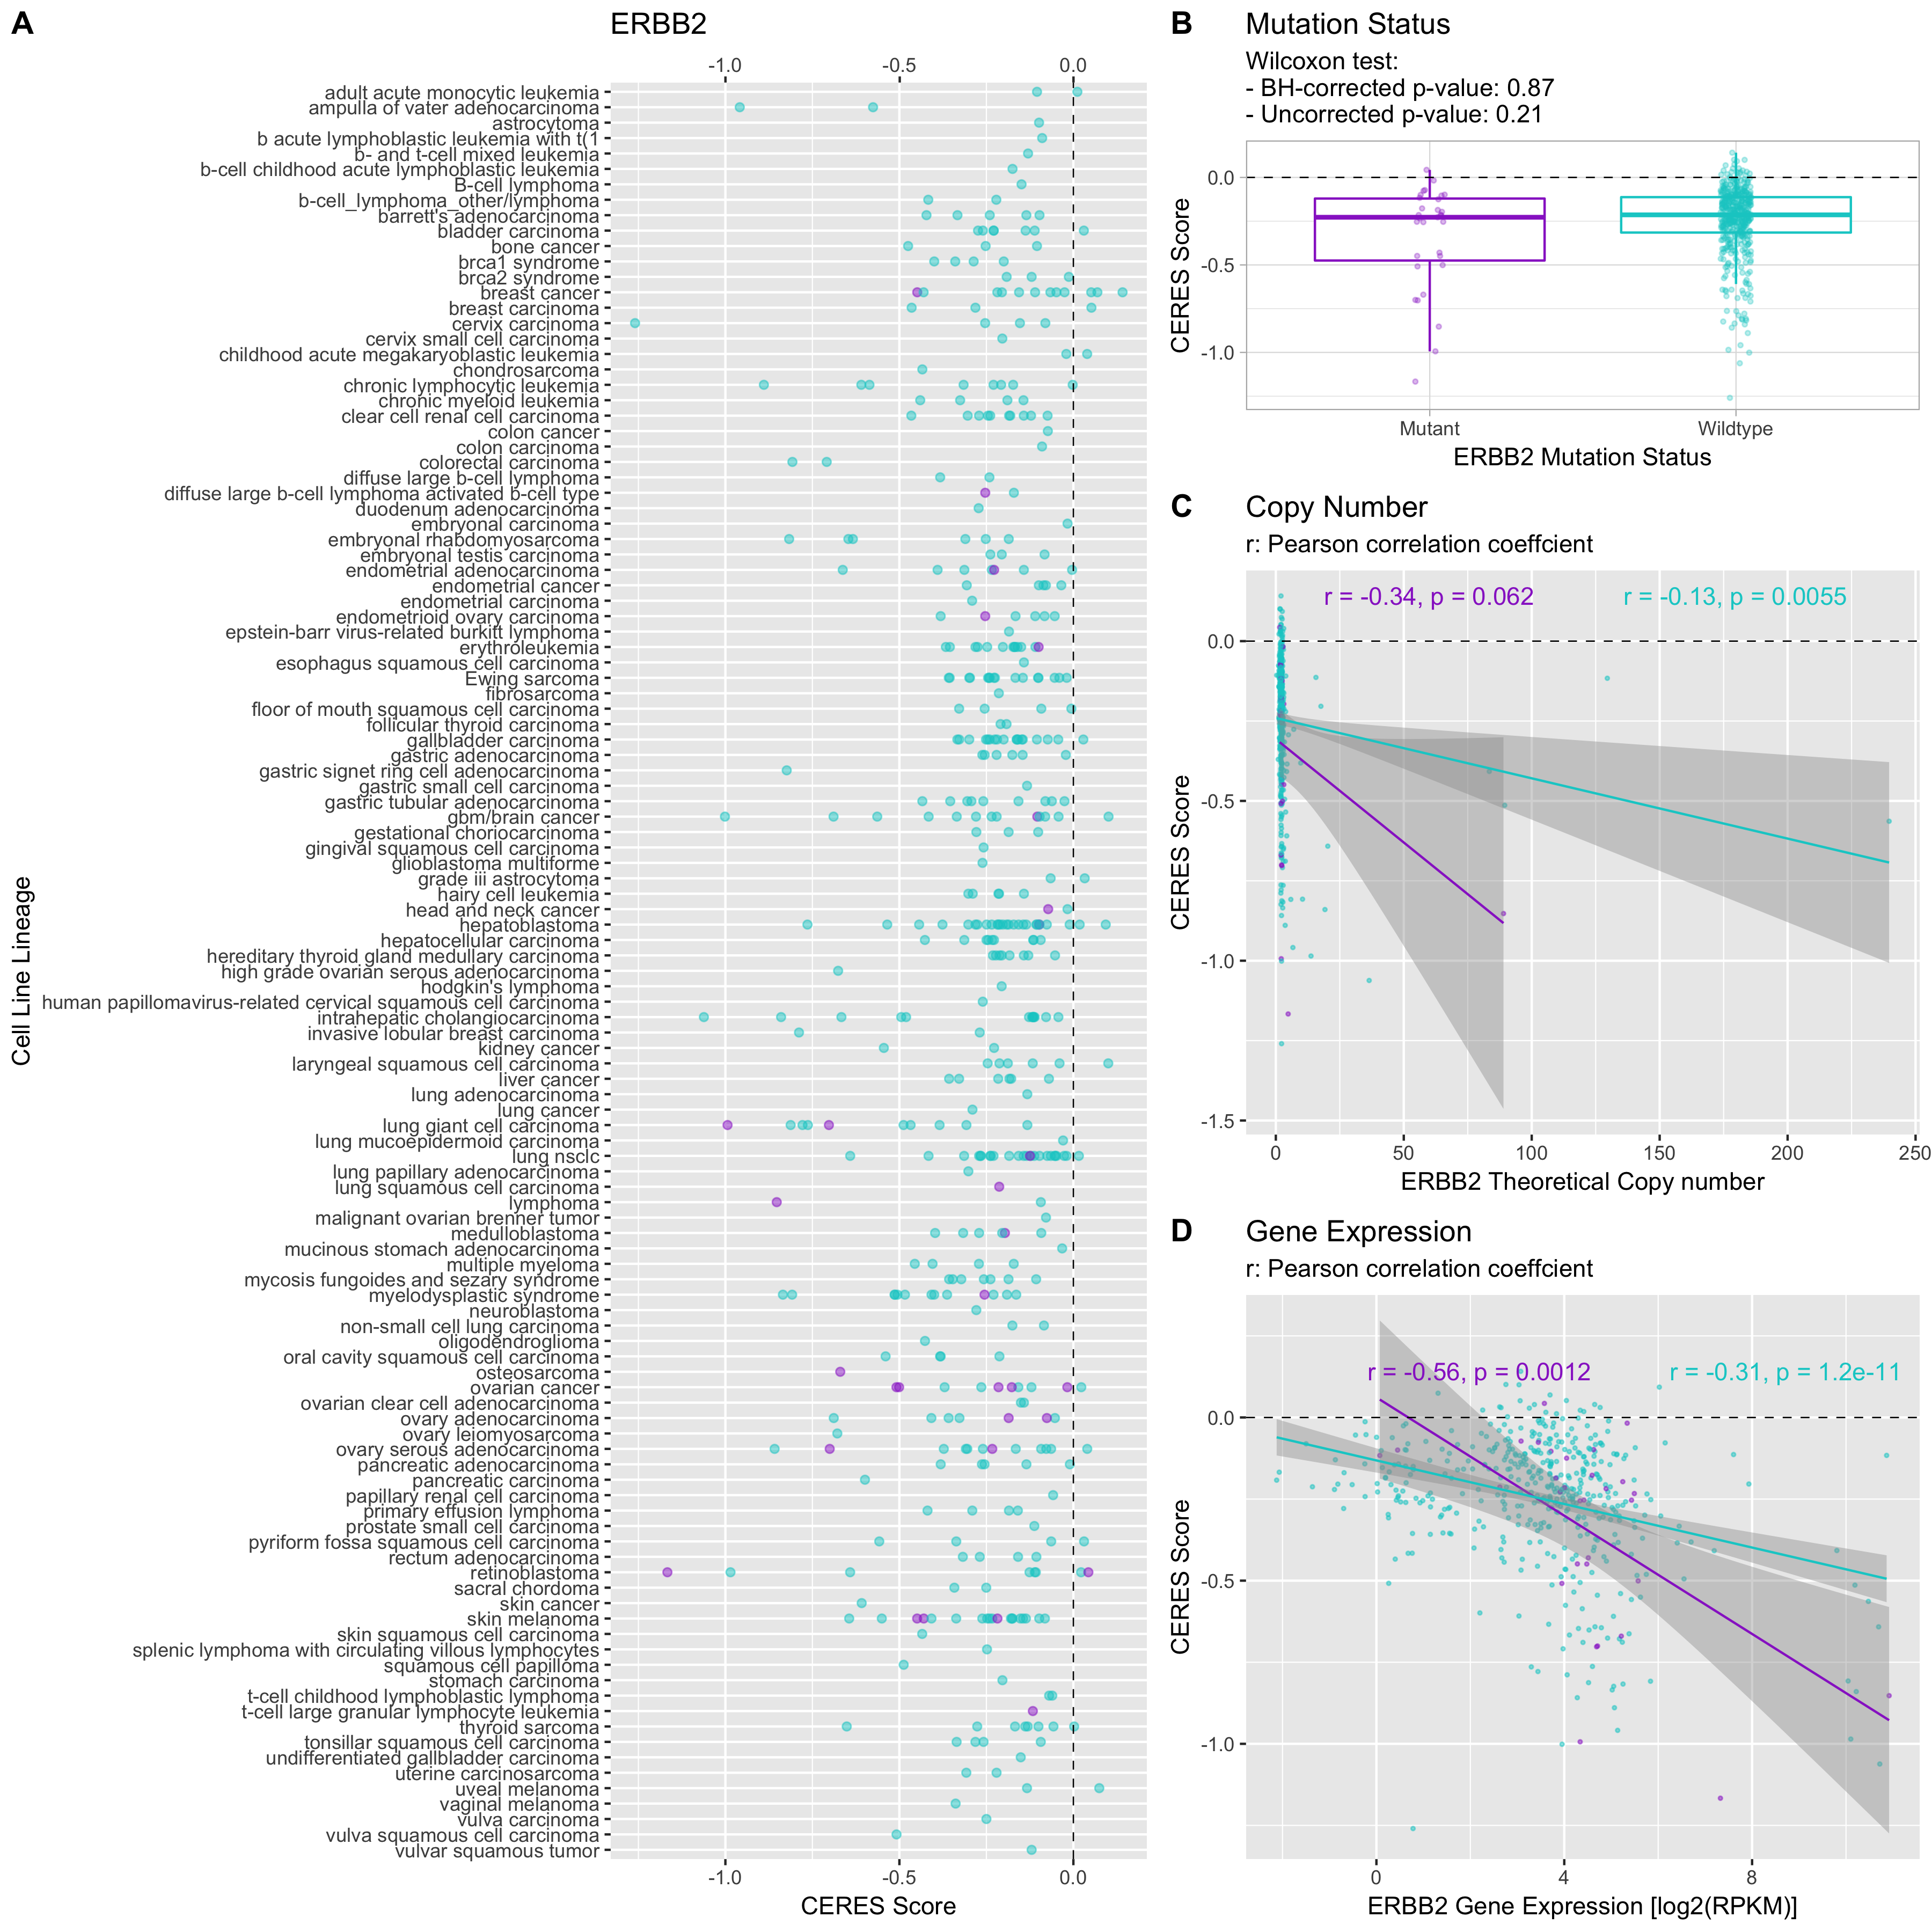 A
ERBB2
-1.0 -0.5 0.0
adult acute monocytic leukemia
ampulla of vater adenocarcinoma
astrocytoma
b acute lymphoblastic leukemia with t(1
b- and t-cell mixed leukemia
b-cell childhood acute lymphoblastic leukemia
B-cell lymphoma
b-cell_lymphoma_other/lymphoma
barrett's adenocarcinoma
bladder carcinoma
bone cancer
brca1 syndrome
brca2 syndrome
breast cancer
breast carcinoma
cervix carcinoma
cervix small cell carcinoma
childhood acute megakaryoblastic leukemia
chondrosarcoma
chronic lymphocytic leukemia
chronic myeloid leukemia
clear cell renal cell carcinoma
colon cancer
colon carcinoma
colorectal carcinoma
diffuse large b-cell lymphoma
diffuse large b-cell lymphoma activated b-cell type
duodenum adenocarcinoma
embryonal carcinoma
embryonal rhabdomyosarcoma
embryonal testis carcinoma
endometrial adenocarcinoma
endometrial cancer
endometrial carcinoma
endometrioid ovary carcinoma
epstein-barr virus-related burkitt lymphoma
erythroleukemia
esophagus squamous cell carcinoma
Ewing sarcoma
fibrosarcoma
floor of mouth squamous cell carcinoma
follicular thyroid carcinoma
gallbladder carcinoma
gastric adenocarcinoma
gastric signet ring cell adenocarcinoma
gastric small cell carcinoma
gastric tubular adenocarcinoma
gbm/brain cancer
gestational choriocarcinoma
gingival squamous cell carcinoma
glioblastoma multiforme
grade iii astrocytoma
hairy cell leukemia
head and neck cancer
hepatoblastoma
hepatocellular carcinoma
hereditary thyroid gland medullary carcinoma
high grade ovarian serous adenocarcinoma
hodgkin's lymphoma
human papillomavirus-related cervical squamous cell carcinoma
intrahepatic cholangiocarcinoma
invasive lobular breast carcinoma
kidney cancer
laryngeal squamous cell carcinoma
liver cancer
lung adenocarcinoma
lung cancer
lung giant cell carcinoma
lung mucoepidermoid carcinoma
lung nsclc
lung papillary adenocarcinoma
lung squamous cell carcinoma
lymphoma
malignant ovarian brenner tumor
medulloblastoma
mucinous stomach adenocarcinoma
multiple myeloma
mycosis fungoides and sezary syndrome
myelodysplastic syndrome
neuroblastoma
non-small cell lung carcinoma
oligodendroglioma
oral cavity squamous cell carcinoma
osteosarcoma
ovarian cancer
ovarian clear cell adenocarcinoma
ovary adenocarcinoma
ovary leiomyosarcoma
ovary serous adenocarcinoma
pancreatic adenocarcinoma
pancreatic carcinoma
papillary renal cell carcinoma
primary effusion lymphoma
prostate small cell carcinoma
pyriform fossa squamous cell carcinoma
rectum adenocarcinoma
retinoblastoma
sacral chordoma
skin cancer
skin melanoma
skin squamous cell carcinoma
splenic lymphoma with circulating villous lymphocytes
squamous cell papilloma
stomach carcinoma
t-cell childhood lymphoblastic lymphoma
t-cell large granular lymphocyte leukemia
thyroid sarcoma
tonsillar squamous cell carcinoma
undifferentiated gallbladder carcinoma
uterine carcinosarcoma
uveal melanoma
vaginal melanoma
vulva carcinoma
vulva squamous cell carcinoma
vulvar squamous tumor
Cell Line Lineage
-1.0 -0.5 0.0
CERES Score
B
Mutation Status
Wilcoxon test:
- BH-corrected p-value: 0.87
- Uncorrected p-value: 0.21
CERES Score
0.0
-0.5
-1.0
Mutant Wildtype
ERBB2 Mutation Status
C
Copy Number
r: Pearson correlation coeffcient
r = -0.34, p = 0.062 r = -0.13, p = 0.0055
CERES Score
0.0
-0.5
-1.0
-1.5
0 50 100 150 200 250
ERBB2 Theoretical Copy number
D
Gene Expression
r: Pearson correlation coeffcient
r = -0.56, p = 0.0012 r = -0.31, p = 1.2e-11
CERES Score
0.0
-0.5
-1.0
0 4 8
ERBB2 Gene Expression [log2(RPKM)]